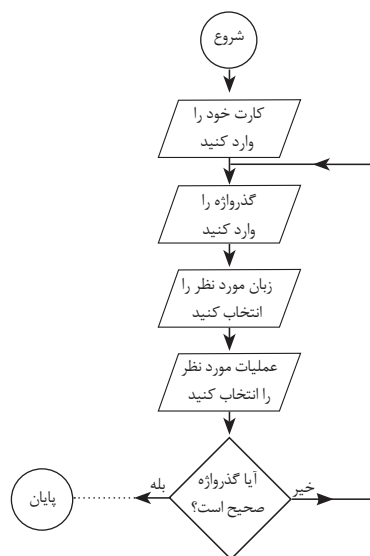 شروع
کارت خود را
وارد کنید
گذرواژه را
وارد کنید
زبان مورد نظر را
انتخاب کنید
عملیات مورد نظر
را انتخاب کنید
آیا گذرواژه
صحیح است؟
خیر
بله
پایان